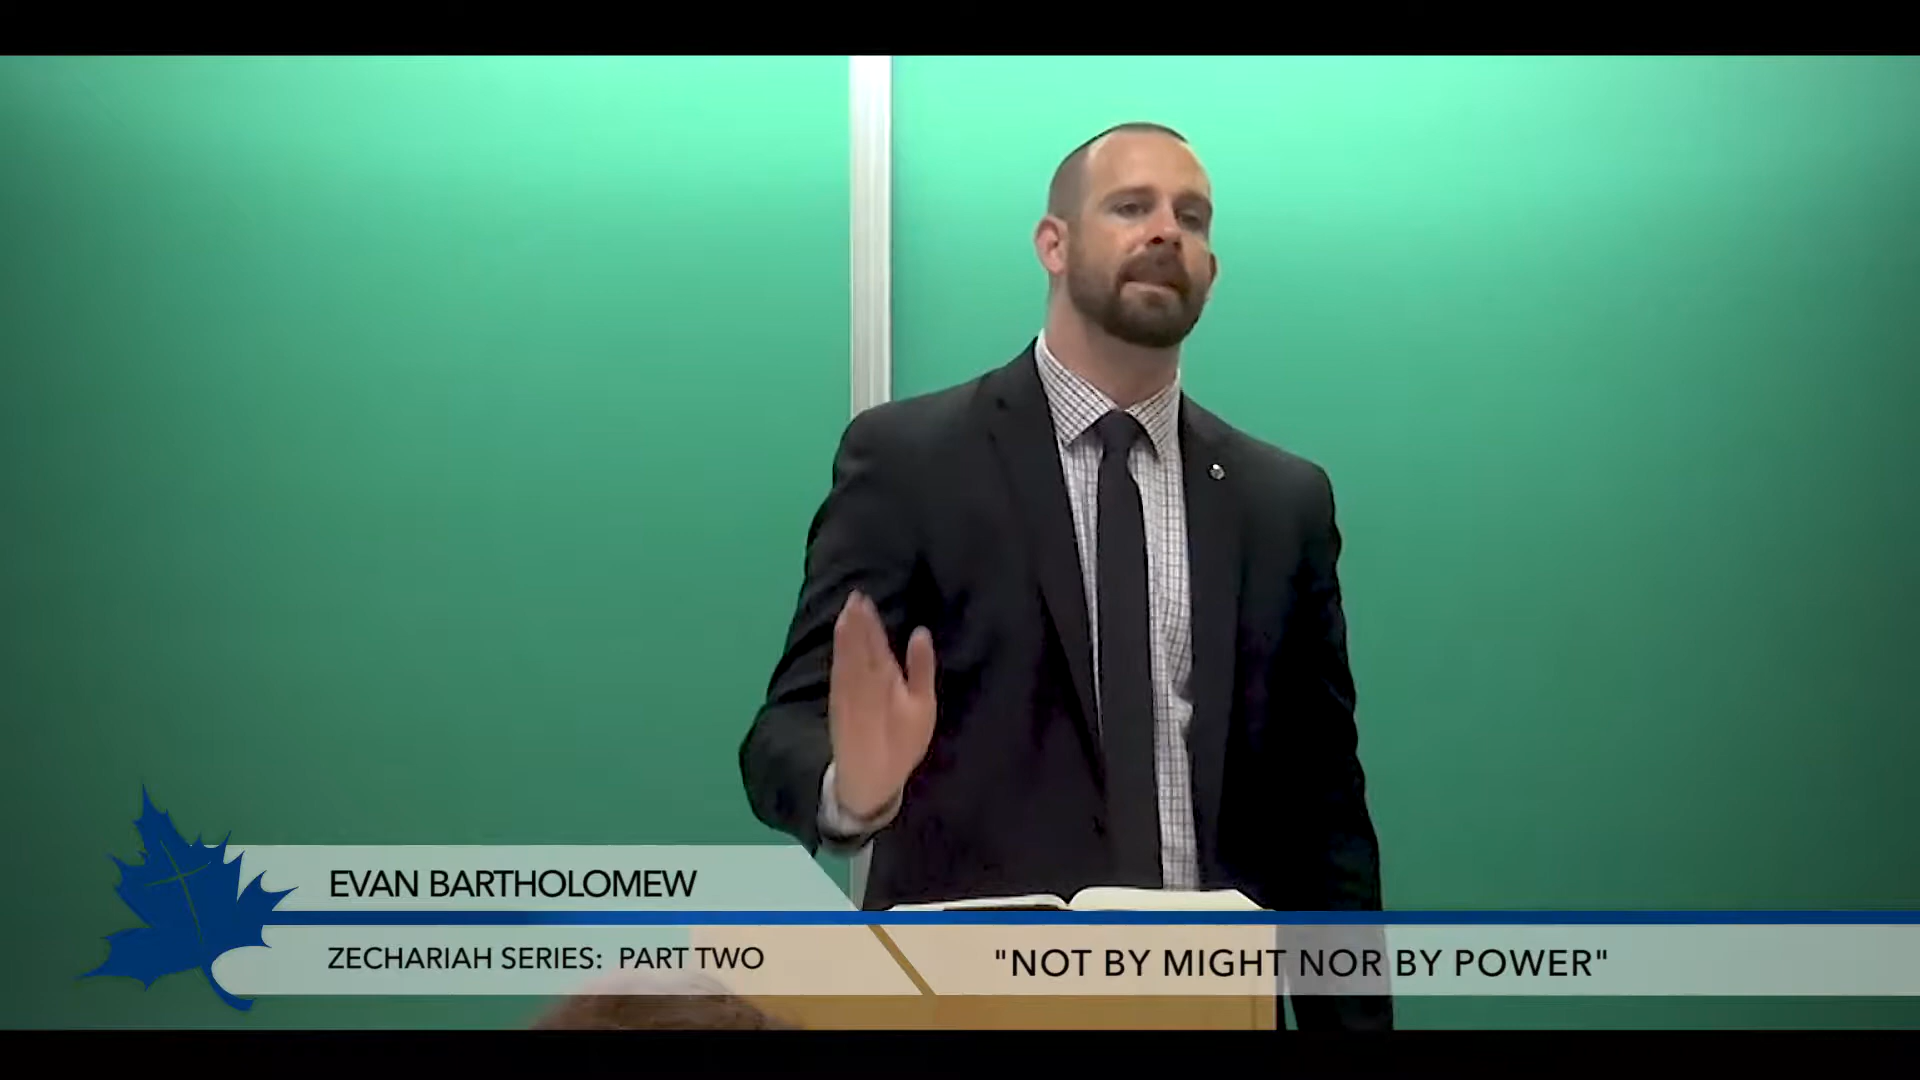 EVAN BARTHOLOMEW
ZECHARIAH SERIES: PART TWO
"NOT BY MIGHT NOR BY POWER"